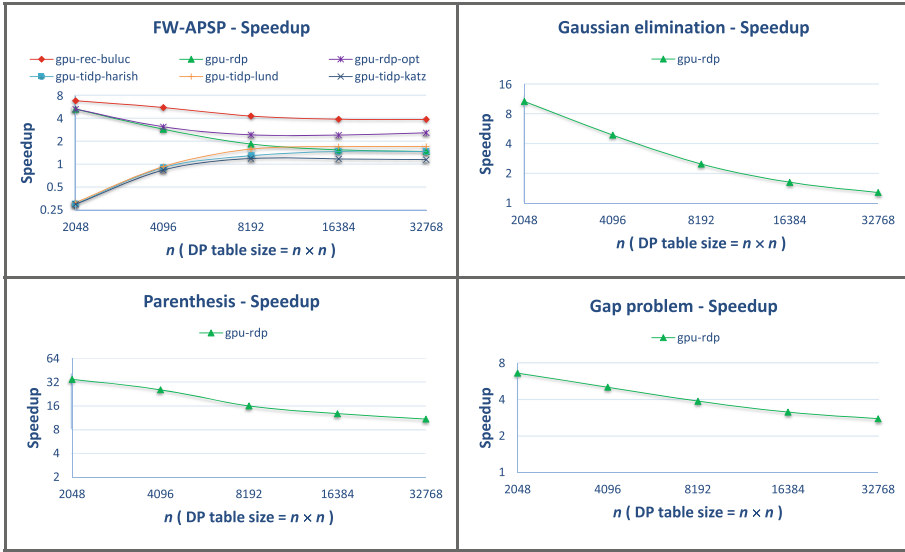 FW-APSP - Speedup
gpu-rec-buluc gpu-rdp gpu-rdp-opt
gpu-tidp-harish gpu-tidp-lund gpu-tidp-katz
8
4
2
1
0.5
0.25
Speedup
2048 4096 8192 16384 32768
n ( DP table size = n × n )
Gaussian elimination - Speedup
gpu-rdp
16
8
4
2
1
Speedup
2048 4096 8192 16384 32768
n ( DP table size = n × n )
Parenthesis - Speedup
gpu-rdp
64
32
16
8
4
2
Speedup
2048 4096 8192 16384 32768
n ( DP table size = n × n )
Gap problem - Speedup
gpu-rdp
8
4
2
1
Speedup
2048 4096 8192 16384 32768
n ( DP table size = n × n )